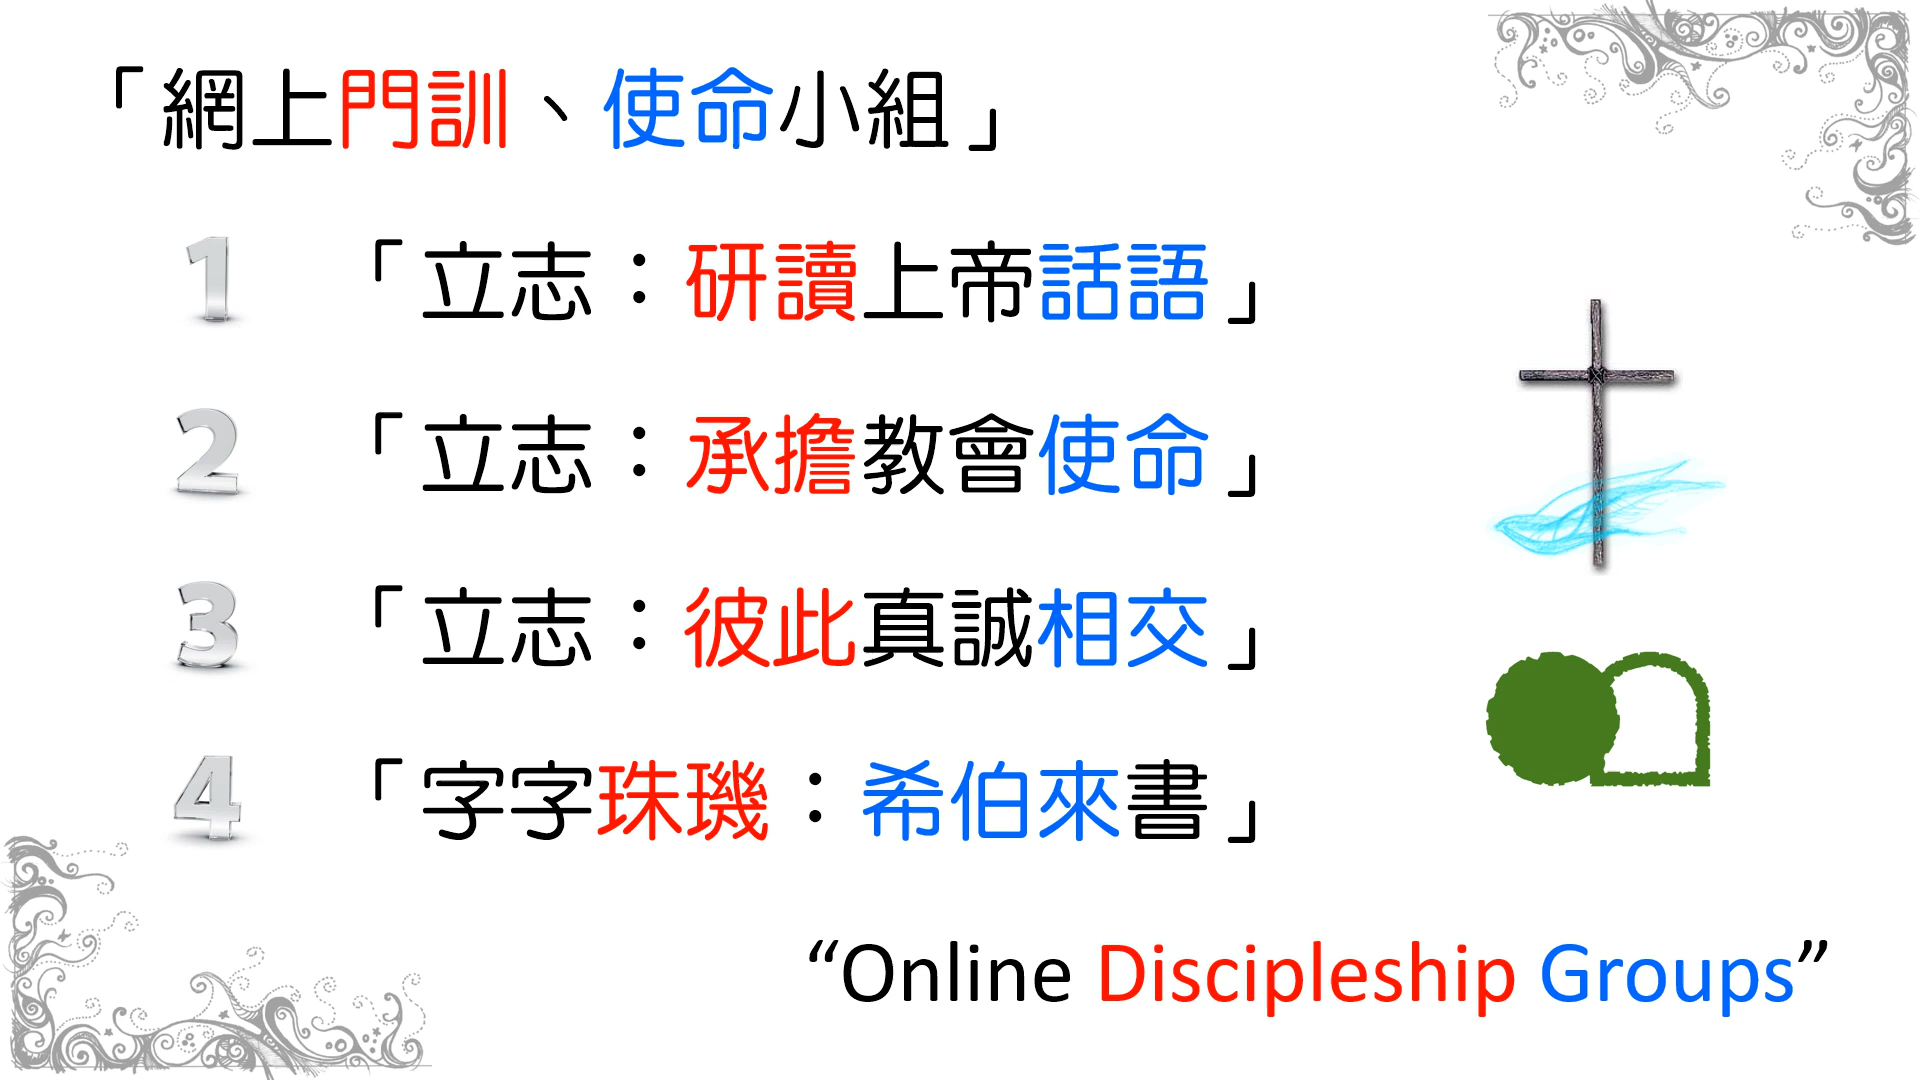 「網上門訓、使命小組」
1 「立志：研讀上帝話語」
2 「立志：承擔教會使命」
3 「立志：彼此真誠相交」
4 「字字珠璣：希伯來書」
“Online Discipleship Groups”